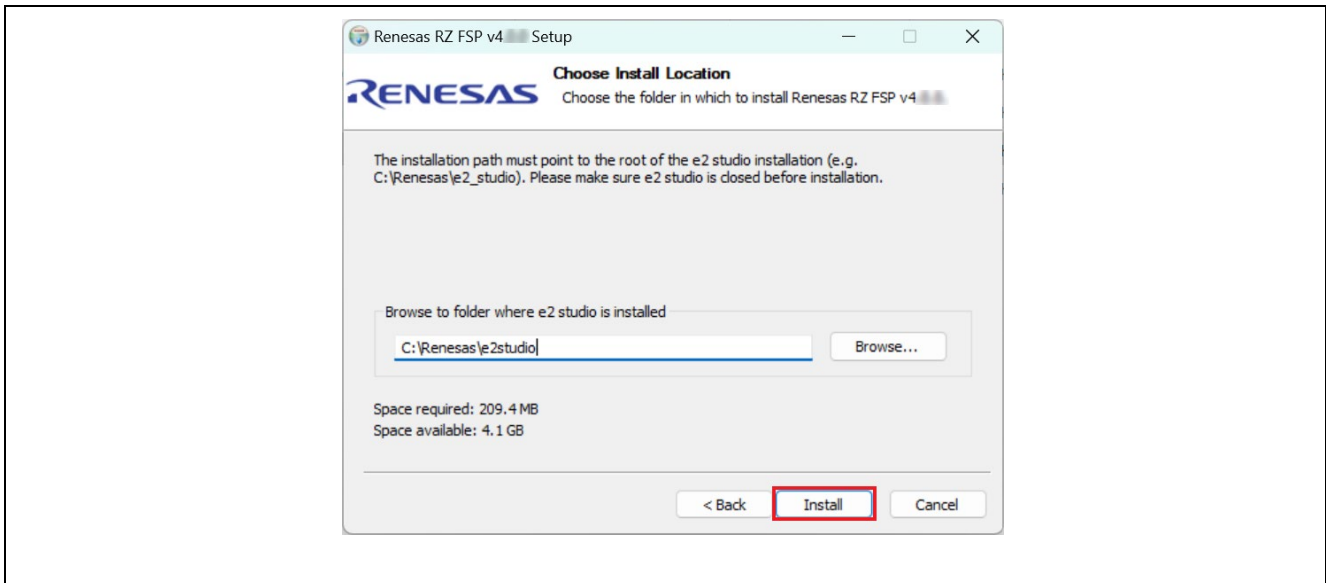 Renesas RZ FSP v4 Setup
RENESAS
Choose Install Location
Choose the folder in which to install Renesas RZ FSP v4
The installation path must point to the root of the e2 studio installation (e.g.
C:\Renesas\e2_studio). Please make sure e2 studio is closed before installation.
Browse to folder where e2 studio is installed
C:\Renesas\e2studio
Browse...
Space required: 209.4 MB
Space available: 4.1 GB
< Back
Install
Cancel